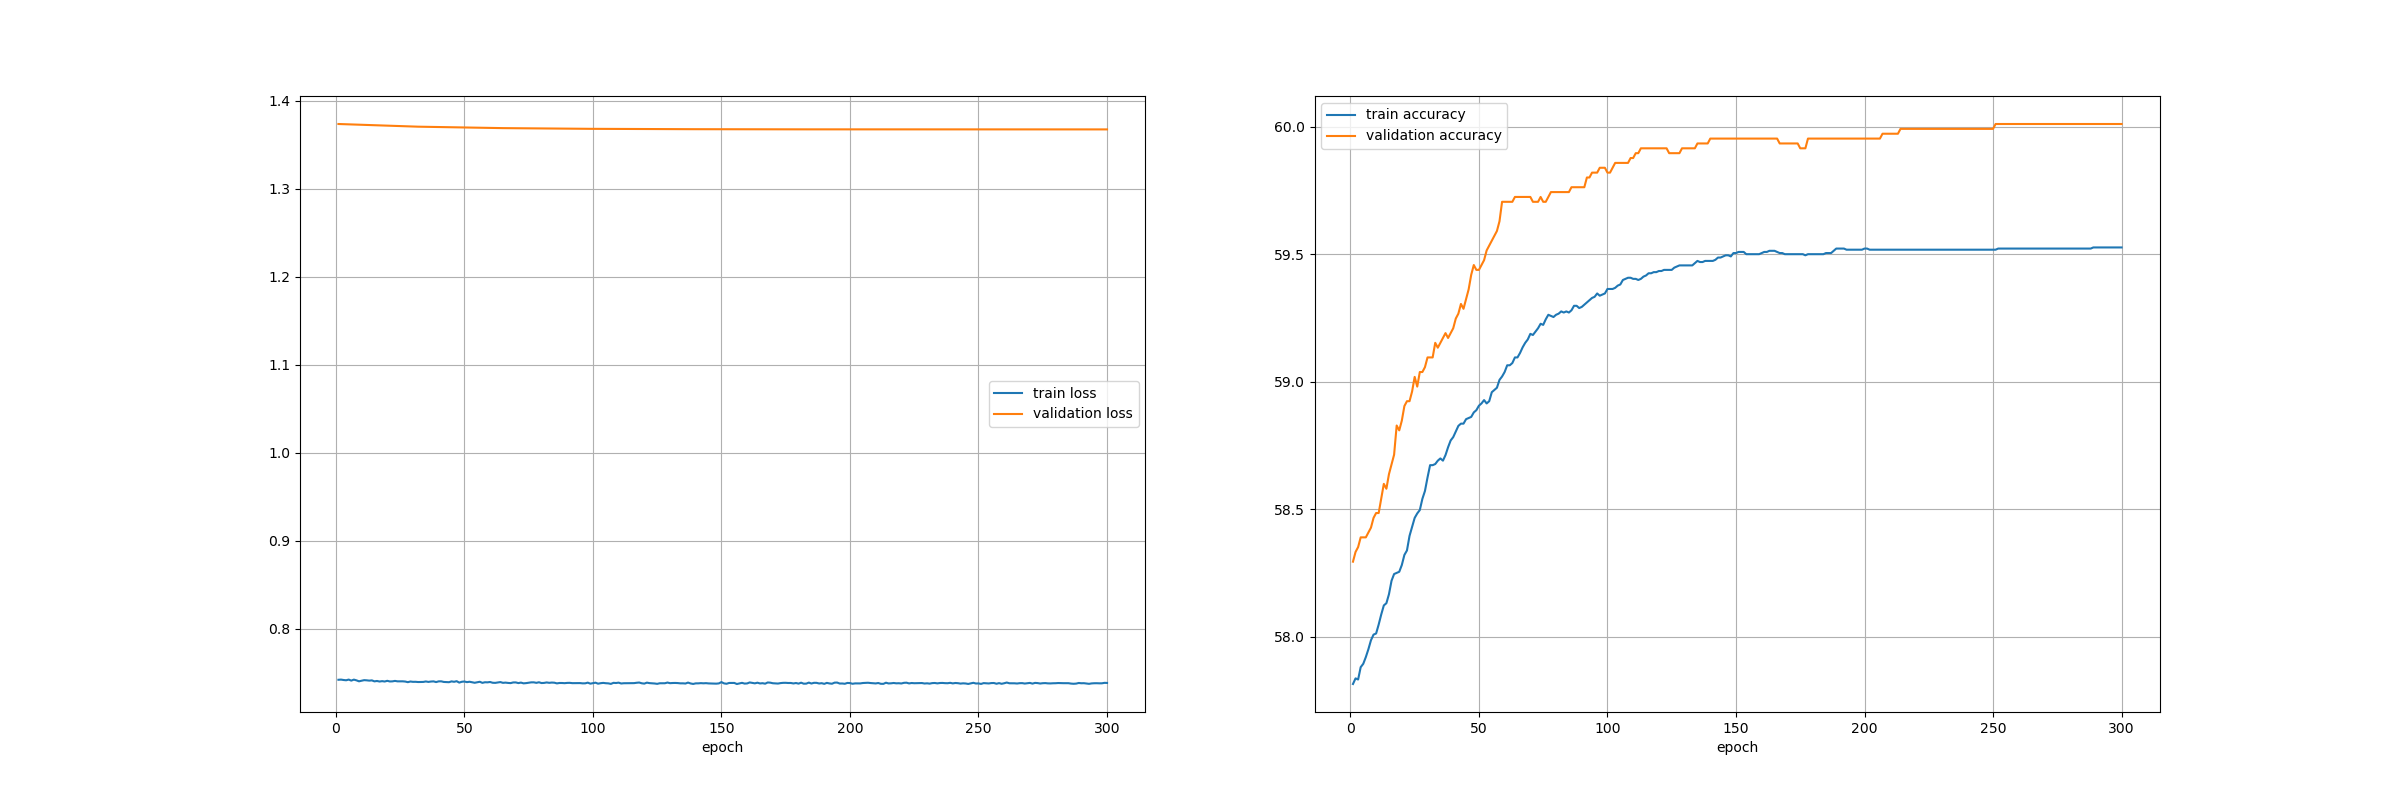 1.4
1.3
1.2
1.1
1.0
0.9
0.8
0 50 100 150 200 250 300
epoch
train loss
validation loss
60.0
59.5
59.0
58.5
58.0
0 50 100 150 200 250 300
epoch
train accuracy
validation accuracy